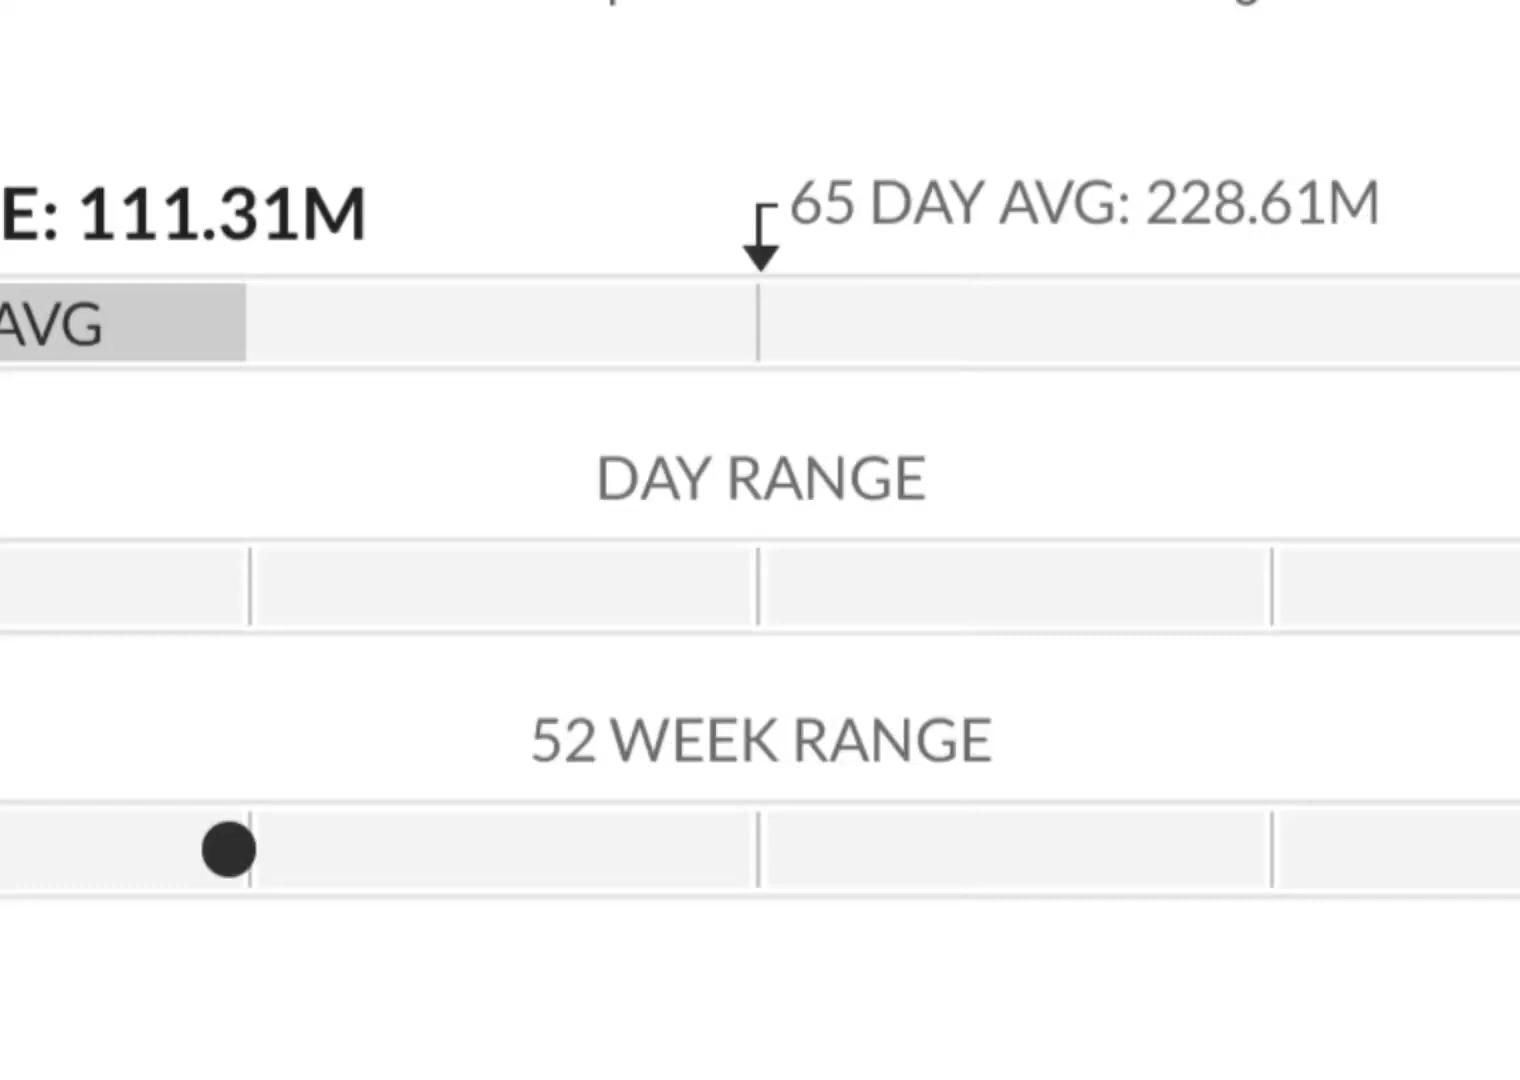 E: 111.31M
65 DAY AVG: 228.61M
AVG
DAY RANGE
52 WEEK RANGE